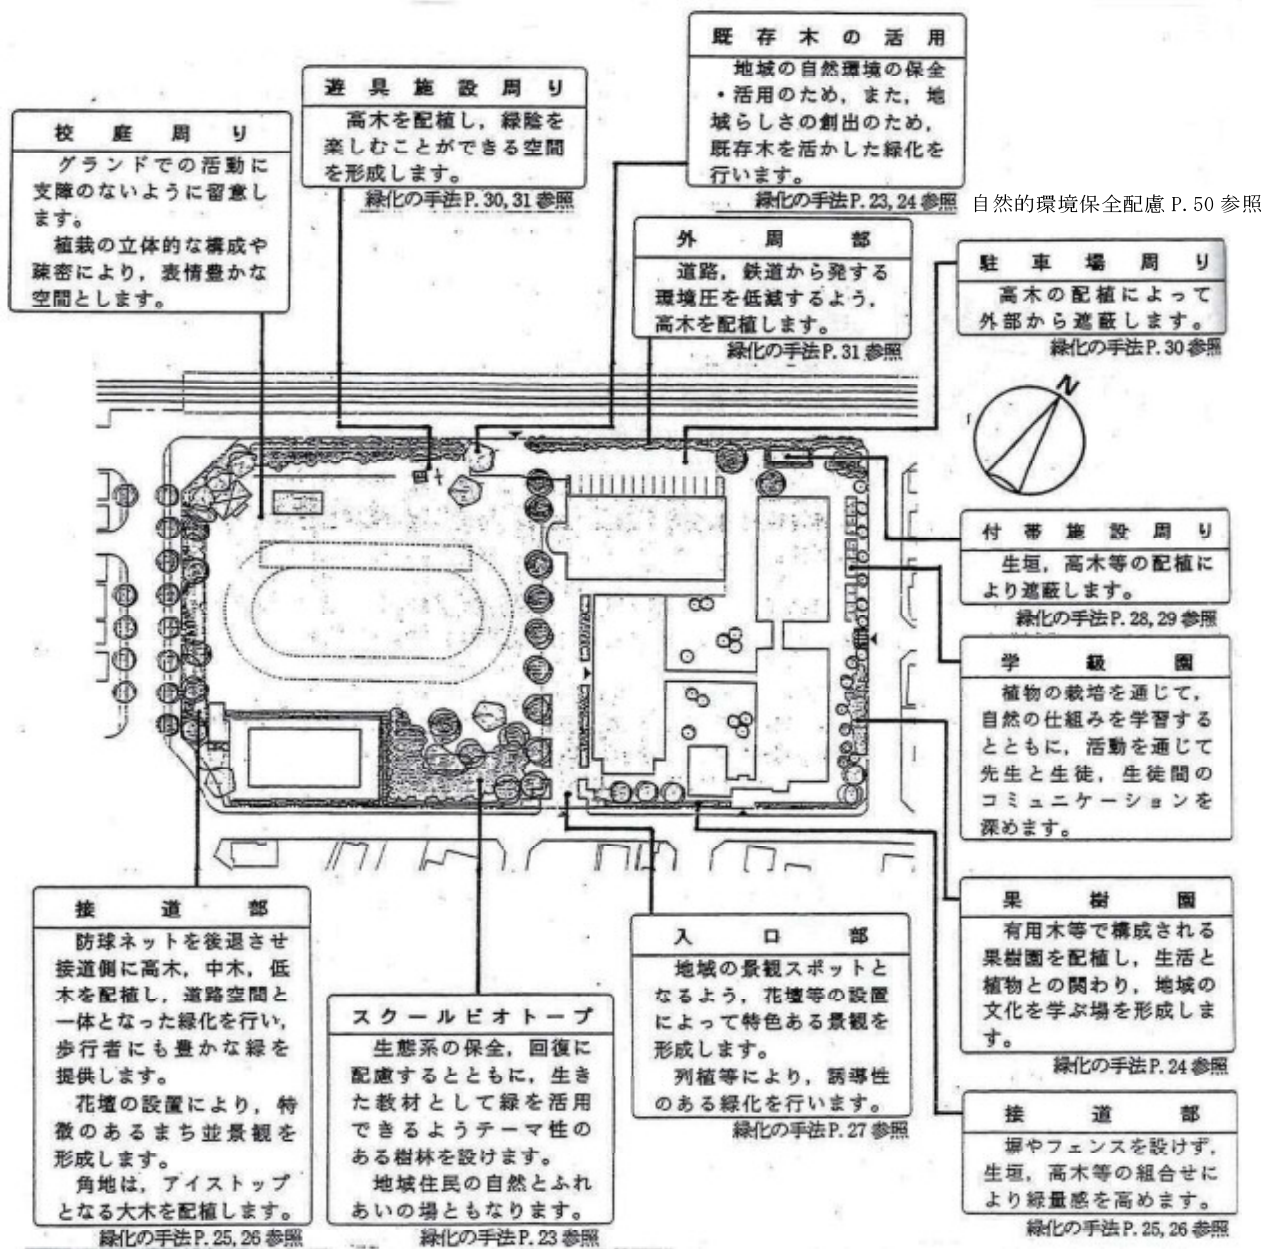 既存木の活用
地域の自然環境の保全
・活用のため，また，地
域らしさの創出のため，
既存木を活かした緑化を
行います。
緑化の手法P.23,24参照
自然的環境保全配慮 P.50 参照
遊具施設周り
高木を配植し，緑陰を
楽しむことができる空間
を形成します。
緑化の手法P.30,31参照
校庭周り
グランドでの活動に
支障のないように留意し
ます。
植栽の立体的な構成や
疎密により，表情豊かな
空間とします。
外周部
道路，鉄道から発する
環境圧を低減するよう，
高木を配植します。
緑化の手法P.31参照
駐車場周り
高木の配植によって
外部から遮蔽します。
緑化の手法P.30参照
N
付帯施設周り
生垣，高木等の配植に
より遮蔽します。
緑化の手法P.28,29参照
学級園
植物の栽培を通じて，
自然の仕組みを学習する
とともに，活動を通じて
先生と生徒，生徒間の
コミュニケーションを
深めます。
果樹園
有用木等で構成される
果樹園を配植し，生活と
植物との関わり，地域の
文化を学ぶ場を形成しま
す。
緑化の手法P.24参照
接道部
塀やフェンスを設けず，
生垣，高木等の組合せに
より緑量感を高めます。
緑化の手法P.25,26参照
入口部
地域の景観スポットと
なるよう，花壇等の設置
によって特色ある景観を
形成します。
列植等により，誘導性
のある緑化を行います。
緑化の手法P.27参照
スクールビオトープ
生態系の保全，回復に
配慮するとともに，生き
た教材として緑を活用
できるようテーマ性の
ある樹林を設けます。
地域住民の自然とふれ
あいの場ともなります。
緑化の手法P.23参照
接道部
防球ネットを後退させ
接道側に高木，中木，低
木を配植し，道路空間と
一体となった緑化を行い，
歩行者にも豊かな緑を
提供します。
花壇の設置により，特
徴のあるまち並景観を
形成します。
角地は，アイストップ
となる大木を配植します。
緑化の手法P.25,26参照